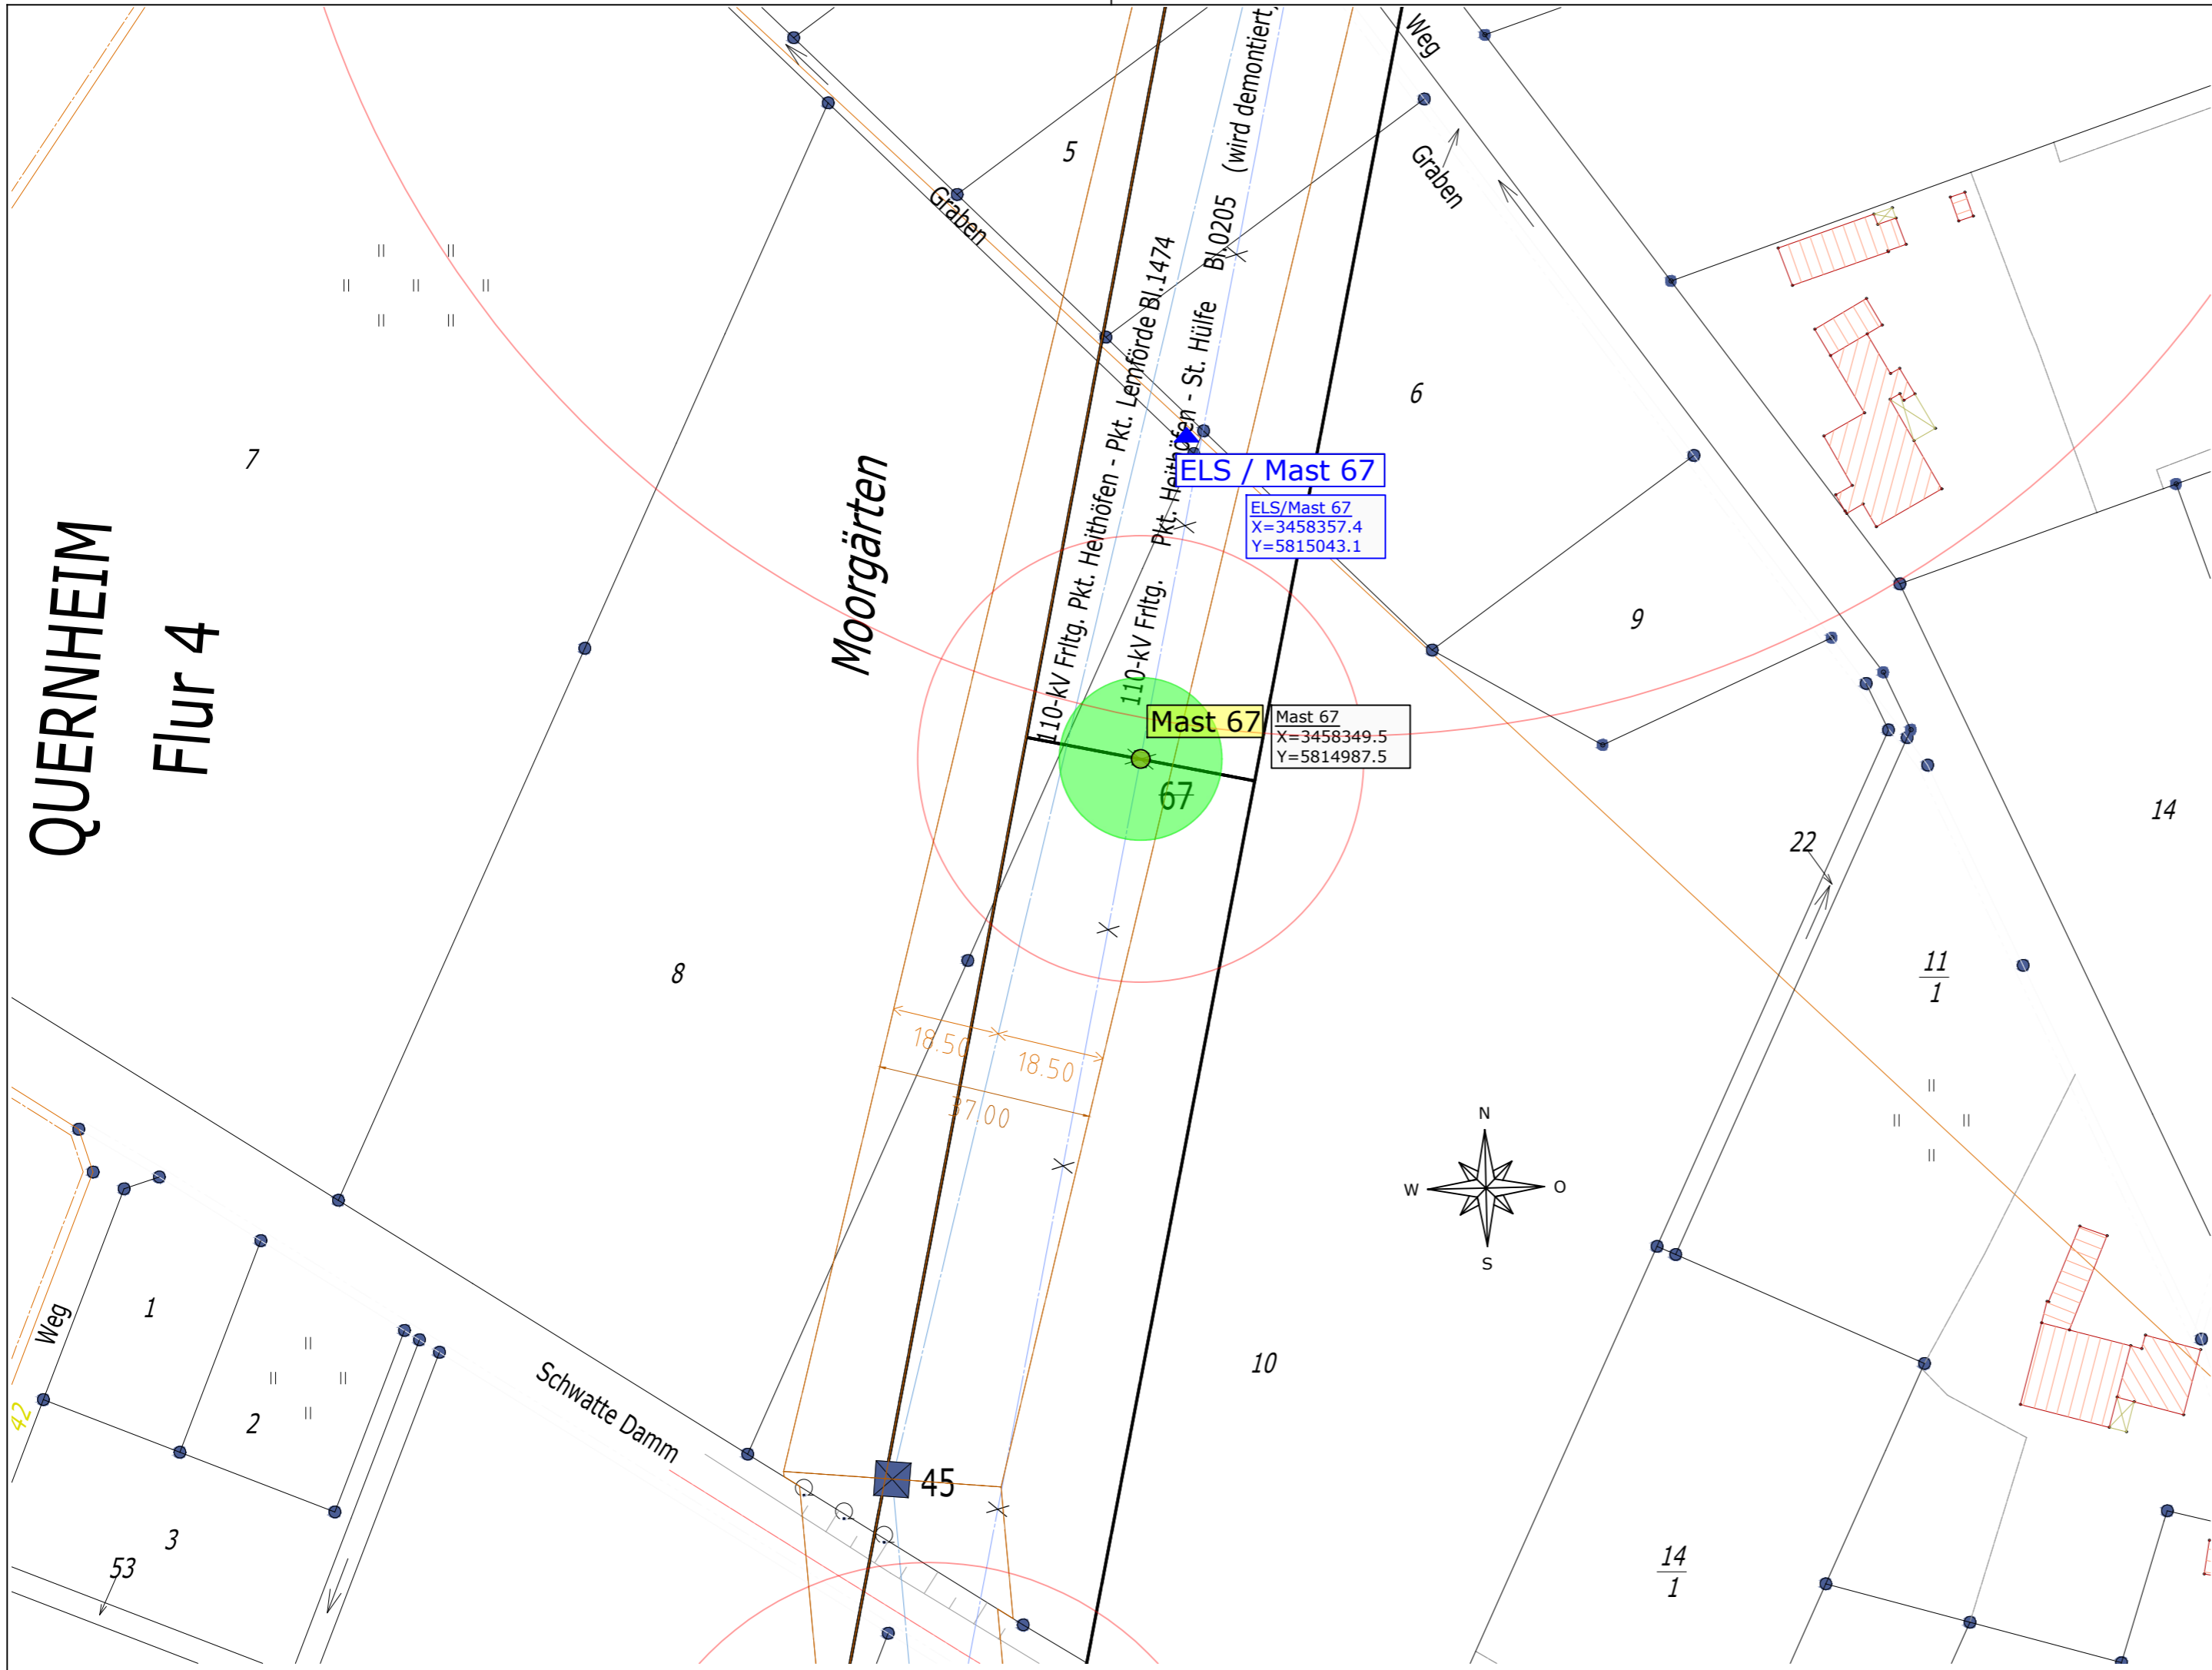 Weg
Graben
5
Graben
110-kV Frltg. Pkt. Heithöfen - Pkt. Lemförde Bl.1474
110-kV Frltg. Pkt. Heithöfen - St. Hülfe Bl.0205 (wird demontiert)
6
7
Moorgärten
ELS / Mast 67
ELS/Mast 67
X=3458357.4
Y=5815043.1
QUERNHEIM
Flur 4
9
Mast 67
Mast 67
X=3458349.5
Y=5814987.5
67
14
22
8
11
1
18.50
18.50
37.00
N
W
O
S
Weg
1
2
42
Schwatte Damm
10
45
3
53
14
1